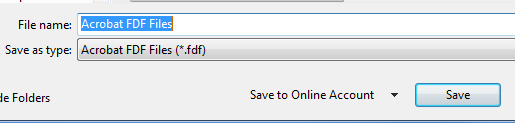 File name: Acrobat FDF Files
Save as type: Acrobat FDF Files (*.fdf)
de Folders Save to Online Account Save